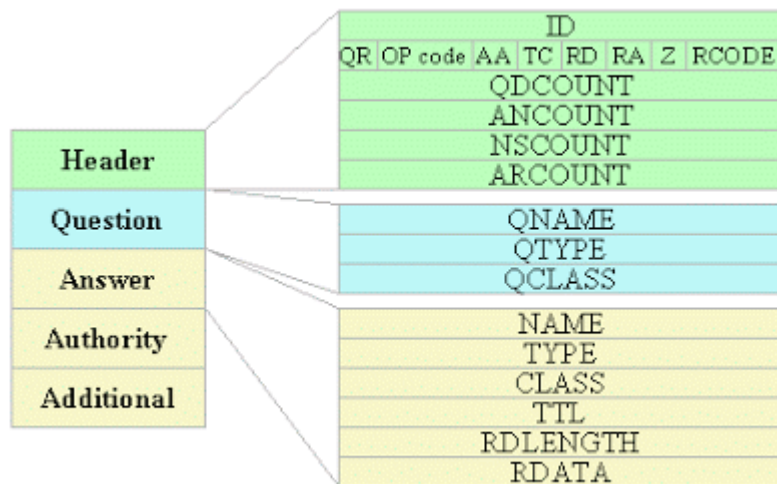 Header
Question
Answer
Authority
Additional
ID
QR OP code AA TC RD RA Z RCODE
QDCOUNT
ANCOUNT
NSCOUNT
ARCOUNT
QNAME
QTYPE
QCLASS
NAME
TYPE
CLASS
TTL
RDLENGTH
RDATA